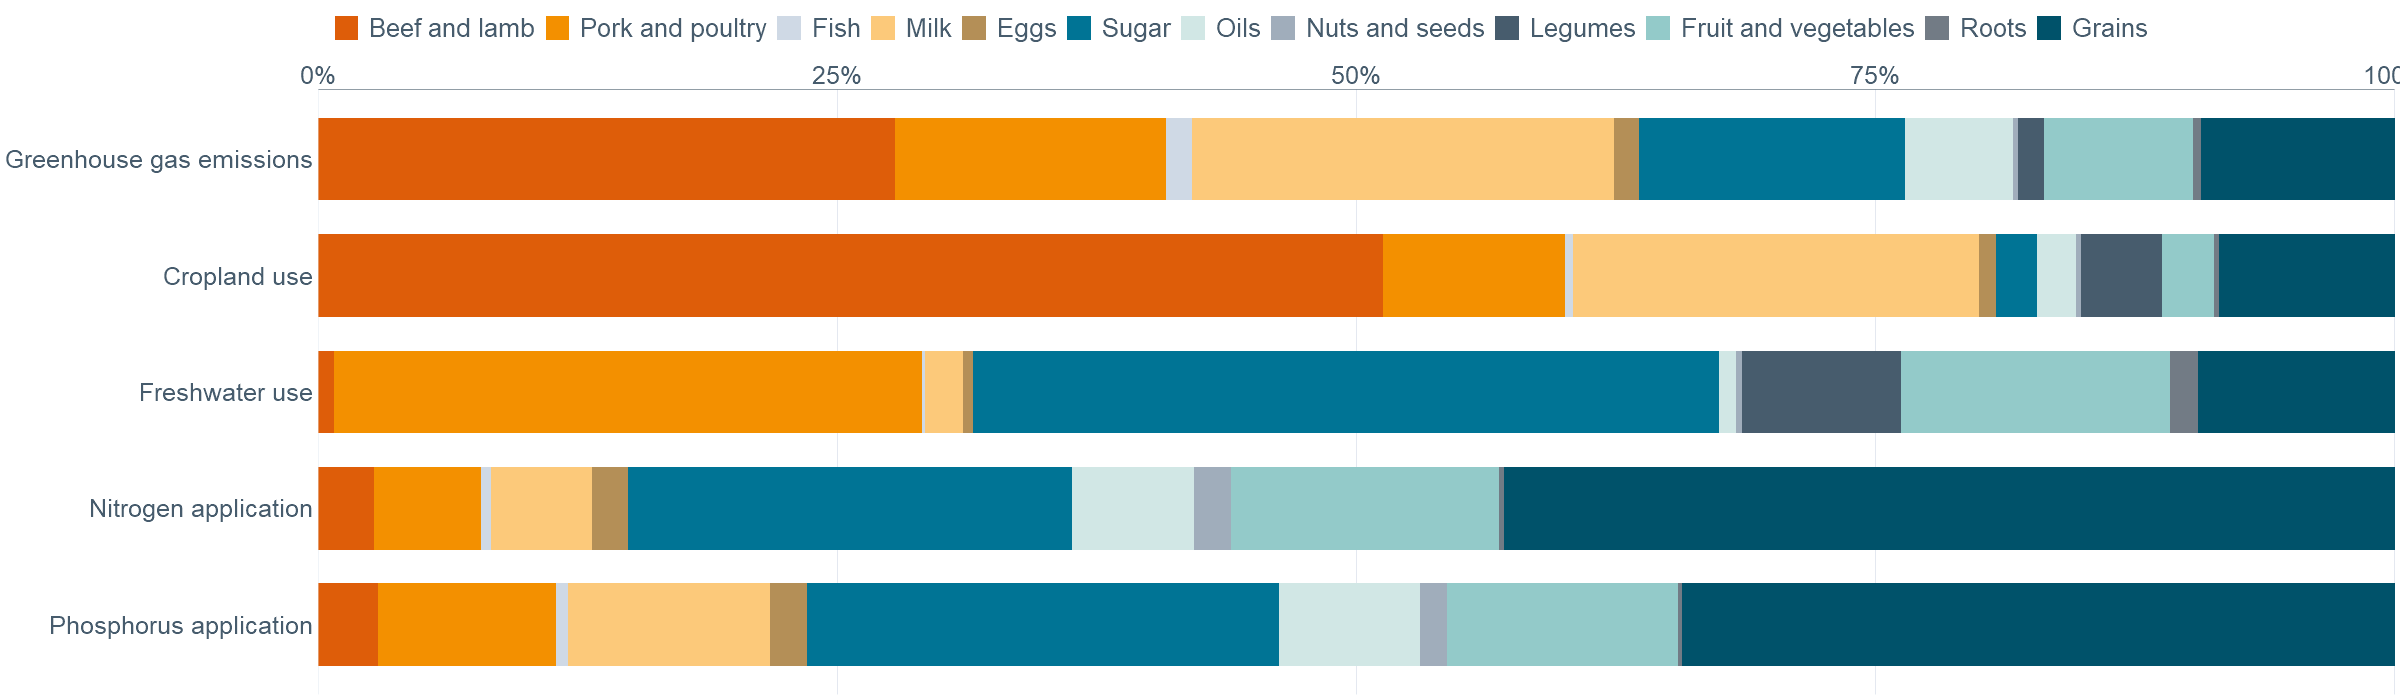 Beef and lamb Pork and poultry Fish Milk Eggs Sugar Oils Nuts and seeds Legumes Fruit and vegetables Roots Grains
0% 25% 50% 75% 100
Greenhouse gas emissions
Cropland use
Freshwater use
Nitrogen application
Phosphorus application